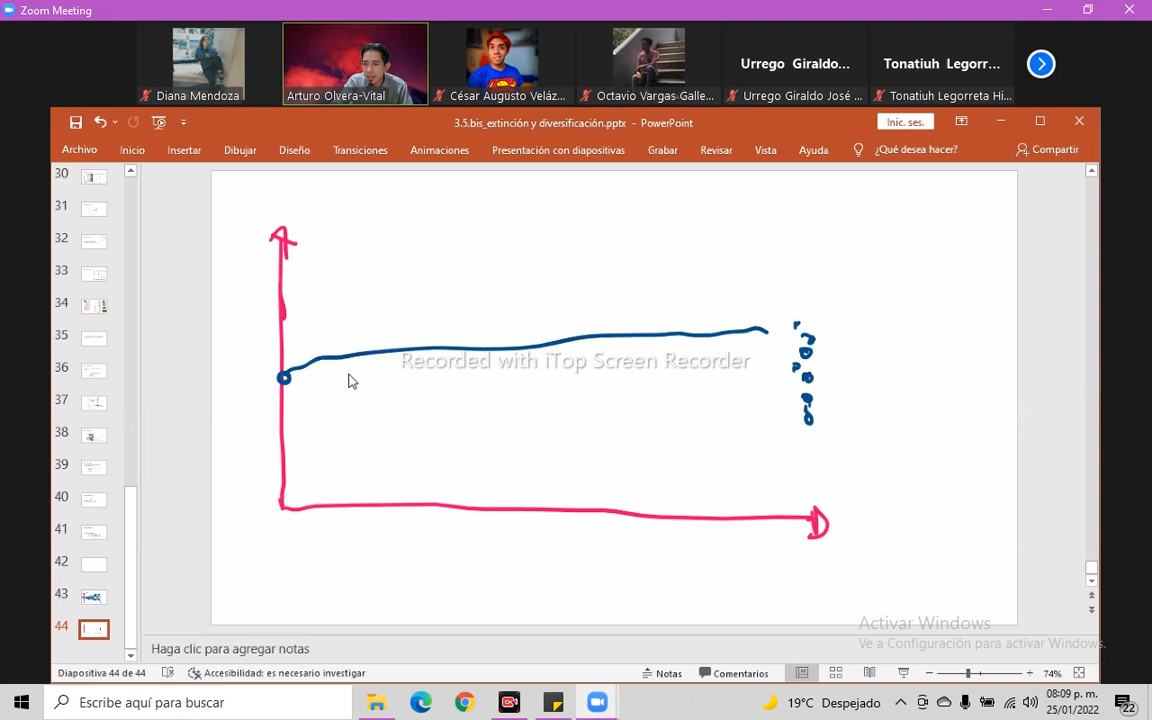 Zoom Meeting
Urrego Giraldo...
Tonatiuh Legorr...
Diana Mendoza
Arturo Olvera-Vital
César Augusto Veláz...
Octavio Vargas-Galle...
Urrego Giraldo José ...
Tonatiuh Legorreta Hi...
3.5.bis_extinción y diversificación.pptx - PowerPoint
Inic. ses.
Archivo Inicio Insertar Dibujar Diseño Transiciones Animaciones Presentación con diapositivas Grabar Revisar Vista Ayuda ¿Qué desea hacer? Compartir
30
31
32
33
34
35
36
37
38
39
40
41
42
43
44
Recorded with iTop Screen Recorder
Activar Windows
Ve a Configuración para activar Windows.
Haga clic para agregar notas
Diapositiva 44 de 44 Accesibilidad: es necesario investigar Notas Comentarios 74%
Escribe aquí para buscar
19°C Despejado
08:09 p. m.
25/01/2022
22